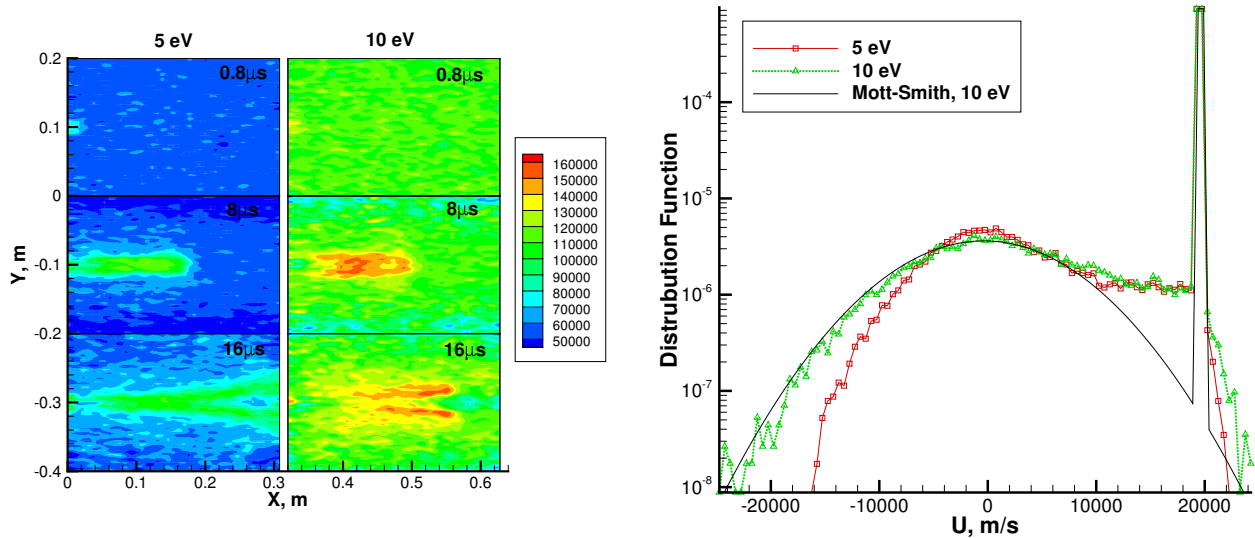 5 eV
10 eV
0.2
0.8μs
0.8μs
0.1
0
8μs
8μs
Y, m
-0.1
-0.2
16μs
16μs
-0.3
-0.4
0
0.1
0.2
0.3
0.4
0.5
0.6
X, m
160000
150000
140000
130000
110000
100000
90000
80000
70000
60000
50000
5 eV
10 eV
Mott-Smith, 10 eV
Distrubution Function
10-4
10-5
10-6
10-7
10-8
-20000
-10000
0
10000
20000
U, m/s